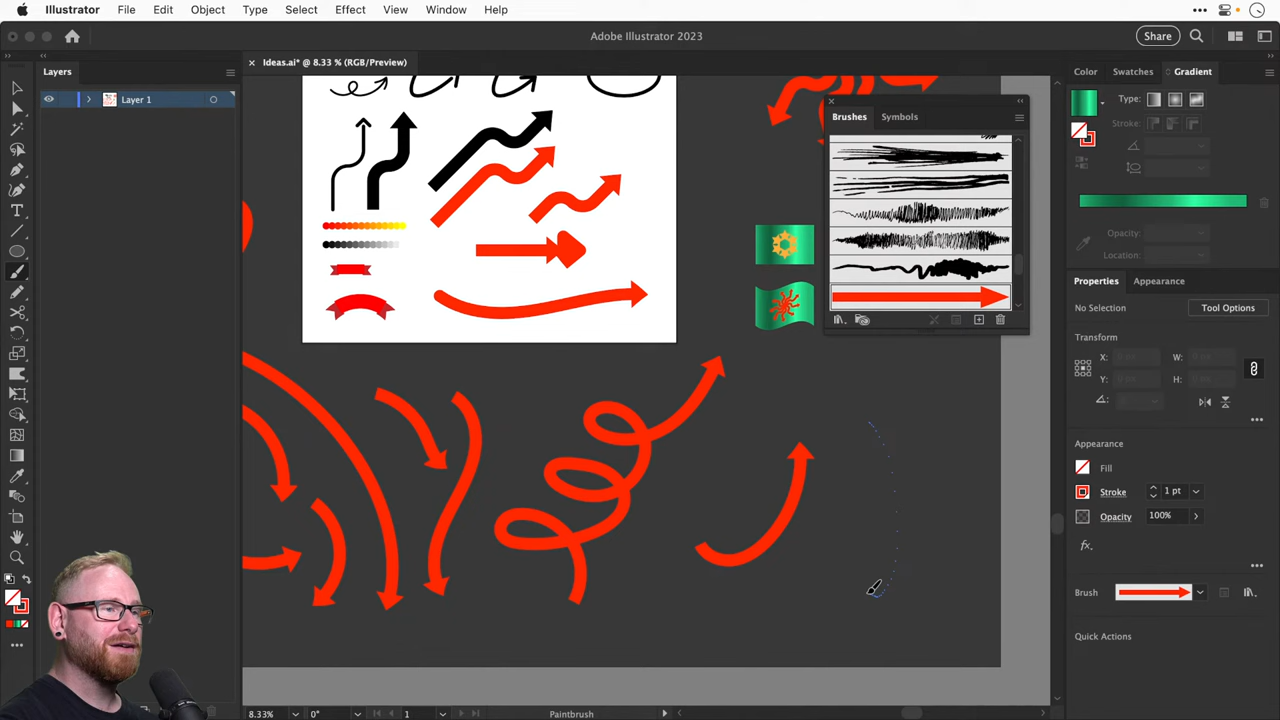 Illustrator File Edit Object Type Select Effect View Window Help
Adobe Illustrator 2023
Share
Layers
× Ideas.ai* @ 8.33 % (RGB/Preview)
Color Swatches Gradient
Layer 1
Type:
Brushes Symbols
Stroke:
Opacity:
Location:
Properties Appearance
No Selection Tool Options
Transform
X: W:
Y: H:
Appearance
Fill
Stroke 1 pt
Opacity 100%
fx.
Brush
Quick Actions
8.33% 0° 1 Paintbrush